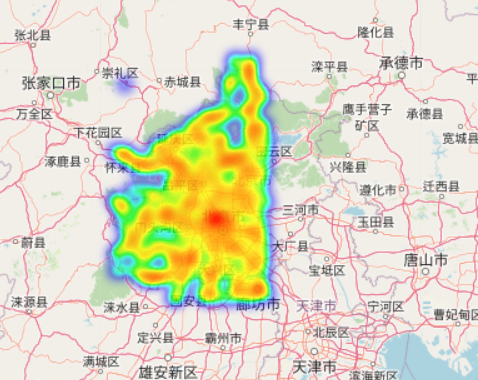 丰宁县
张北县
隆化县
滦平县
承德市
崇礼区
赤城县
张家口市
万全区
鹰手营子
矿区
承德县
宽城县
下花园区
涿鹿县
兴隆县
遵化市
迁西县
三河市
玉田县
蔚县
大厂县
宝坻区
唐山市
涞源县
涞水县
固安县
廊坊市
天津市
宁河区
曹妃甸区
定兴县
霸州市
北辰区
满城区
雄安新区
天津市
滨海新区